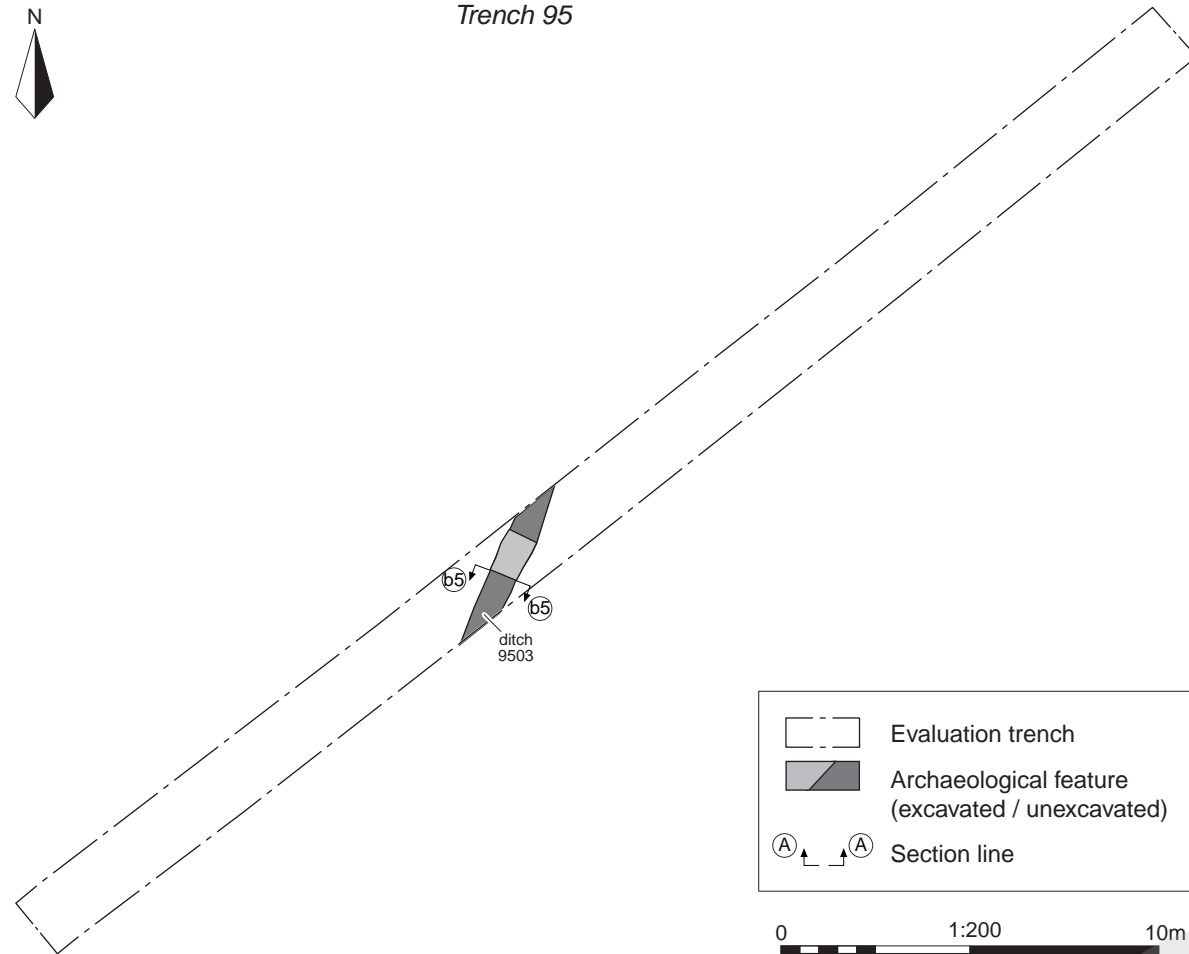 N
Trench 95
b5
b5
ditch
9503
Evaluation trench
Archaeological feature
(excavated / unexcavated)
A A
Section line
0 1:200 10m